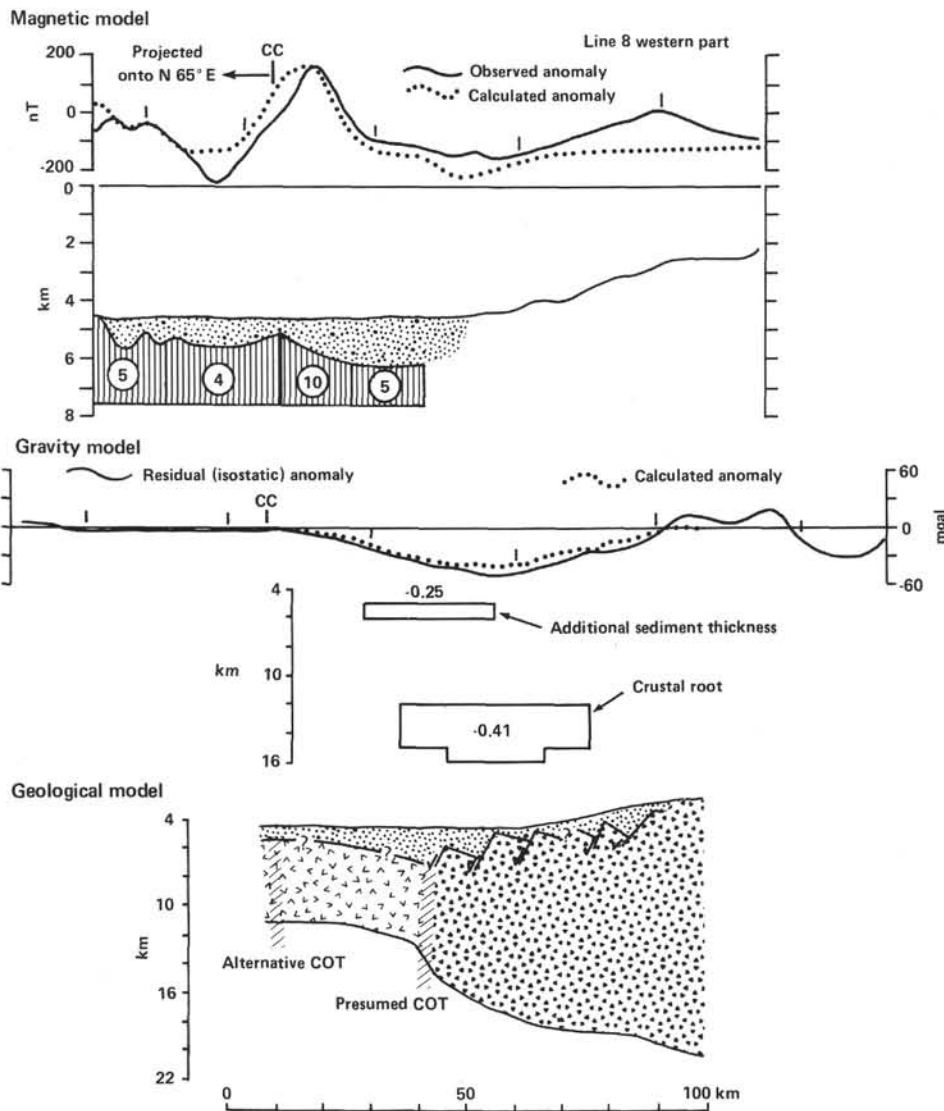 Magnetic model
Line 8 western part
200
0
-200
nT
Projected
onto N 65° E
CC
Observed anomaly
Calculated anomaly
0
2
4
6
8
km
5
4
10
5
Gravity model
Residual (isostatic) anomaly
Calculated anomaly
CC
60
0
-60
mgal
4
10
16
km
-0.25
Additional sediment thickness
Crustal root
-0.41
Geological model
4
10
16
22
km
?
?
?
?
?
Alternative COT
Presumed COT
0
50
100 km